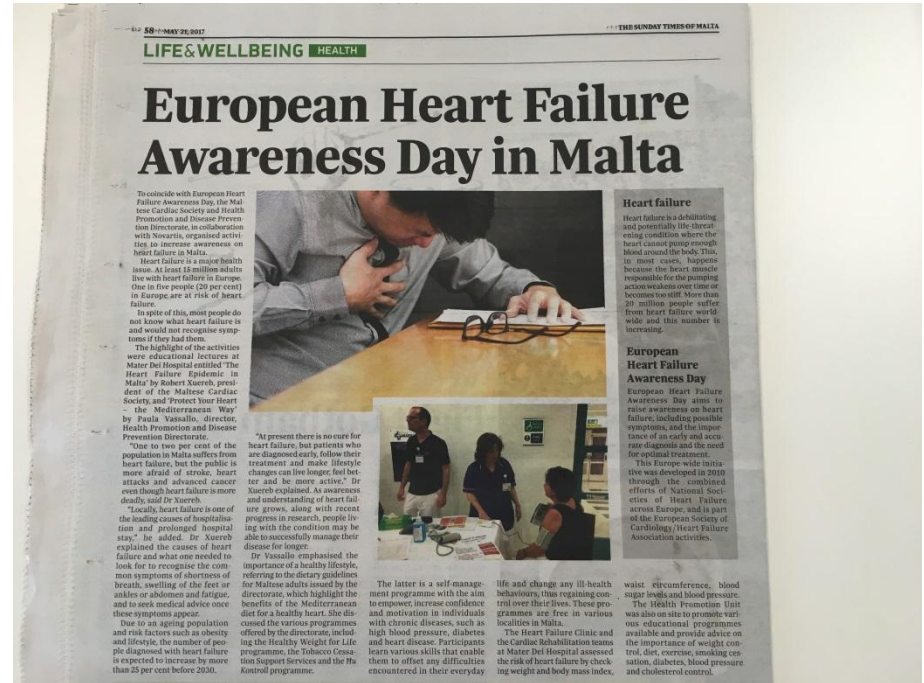 58 MAY 21, 2017
THE SUNDAY TIMES OF MALTA
LIFE&WELLBEING HEALTH
European Heart Failure
Awareness Day in Malta
To coincide with European Heart
Failure Awareness Day, the Mal-
tese Cardiac Society and Health
Promotion and Disease Preven-
tion Directorate, in collaboration
with Novartis, organised activi-
ties to increase awareness on
heart failure in Malta.
Heart failure is a major health
issue. At least 15 million adults
live with heart failure in Europe.
One in five people (20 per cent)
in Europe are at risk of heart
failure.
In spite of this, most people do
not know what heart failure is
and would not recognise symp-
toms if they had them.
The highlight of the activities
were educational lectures at
Mater Dei Hospital entitled 'The
Heart Failure Epidemic in
Malta' by Robert Xuereb, presi-
dent of the Maltese Cardiac
Society, and 'Protect Your Heart
– the Mediterranean Way'
by Paula Vassallo, director,
Health Promotion and Disease
Prevention Directorate.
"One to two per cent of the
population in Malta suffers from
heart failure, but the public is
more afraid of stroke, heart
attacks and advanced cancer
even though heart failure is more
deadly, said Dr Xuereb.
"Locally, heart failure is one of
the leading causes of hospitalisa-
tion and prolonged hospital
stay," he added. Dr Xuereb
explained the causes of heart
failure and what one needed to
look for to recognise the com-
mon symptoms of shortness of
breath, swelling of the feet or
ankles or abdomen and fatigue,
and to seek medical advice once
these symptoms appear.
Due to an ageing population
and risk factors such as obesity
and lifestyle, the number of peo-
ple diagnosed with heart failure
is expected to increase by more
than 25 per cent before 2030.
"At present there is no cure for
heart failure, but patients who
are diagnosed early, follow their
treatment and make lifestyle
changes can live longer, feel bet-
ter and be more active," Dr
Xuereb explained. As awareness
and understanding of heart fail-
ure grows, along with recent
progress in research, people liv-
ing with the condition may be
able to successfully manage their
disease for longer.
Dr Vassallo emphasised the
importance of a healthy lifestyle,
referring to the dietary guidelines
for Maltese adults issued by the
directorate, which highlight the
benefits of the Mediterranean
diet for a healthy heart. She dis-
cussed the various programmes
offered by the directorate, includ-
ing the Healthy Weight for Life
programme, the Tobacco Cessa-
tion Support Services and the Ħu
Kontroll programme.
The latter is a self-manage-
ment programme with the aim
to empower, increase confidence
and motivation in individuals
with chronic diseases, such as
high blood pressure, diabetes
and heart disease. Participants
learn various skills that enable
them to offset any difficulties
encountered in their everyday
life and change any ill-health
behaviours, thus regaining con-
trol over their lives. These pro-
grammes are free in various
localities in Malta.
The Heart Failure Clinic and
the Cardiac Rehabilitation teams
at Mater Dei Hospital assessed
the risk of heart failure by check-
ing weight and body mass index,
waist circumference, blood
sugar levels and blood pressure.
The Health Promotion Unit
was also on site to promote vari-
ous educational programmes
available and provide advice on
the importance of weight con-
trol, diet, exercise, smoking ces-
sation, diabetes, blood pressure
and cholesterol control.
Heart failure
Heart failure is a debilitating
and potentially life-threat-
ening condition where the
heart cannot pump enough
blood around the body. This,
in most cases, happens
because the heart muscle
responsible for the pumping
action weakens over time or
becomes too stiff. More than
20 million people suffer
from heart failure world-
wide and this number is
increasing.
European
Heart Failure
Awareness Day
European Heart Failure
Awareness Day aims to
raise awareness on heart
failure, including possible
symptoms, and the impor-
tance of an early and accu-
rate diagnosis and the need
for optimal treatment.
This Europe-wide initia-
tive was developed in 2010
through the combined
efforts of National Soci-
eties of Heart Failure
across Europe, and is part
of the European Society of
Cardiology/Heart Failure
Association activities.